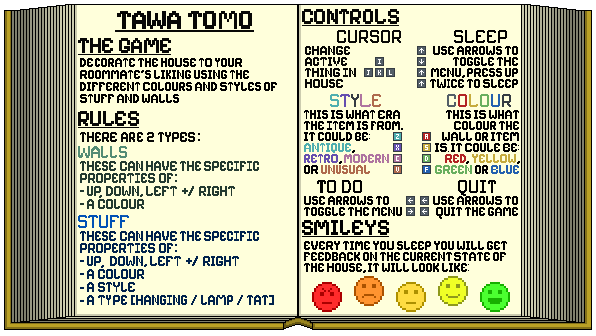 TAWA TOMO
THE GAME
DECORATE THE HOUSE TO YOUR
ROOMMATE'S LIKING USING THE
DIFFERENT COLOURS AND STYLES OF
STUFF AND WALLS
RULES
THERE ARE 2 TYPES:
WALLS
THESE CAN HAVE THE SPECIFIC
PROPERTIES OF:
- UP, DOWN, LEFT +/ RIGHT
- A COLOUR
STUFF
THESE CAN HAVE THE SPECIFIC
PROPERTIES OF:
- UP, DOWN, LEFT +/ RIGHT
- A COLOUR
- A STYLE
- A TYPE [HANGING / LAMP / TAT]
CONTROLS
CURSOR
CHANGE
ACTIVE I
THING IN J K L
HOUSE
SLEEP
↑ USE ARROWS TO
↓ TOGGLE THE
↑ MENU, PRESS UP
↑ TWICE TO SLEEP
STYLE
THIS IS WHAT ERA
THE ITEM IS FROM.
IT COULD BE: Z
ANTIQUE, X
RETRO, MODERN C
OR UNUSUAL V
COLOUR
THIS IS WHAT
COLOUR THE
A WALL OR ITEM
S IS IT COULD BE:
D RED, YELLOW,
F GREEN OR BLUE
TO DO
USE ARROWS TO ←
TOGGLE THE MENU →
QUIT
← USE ARROWS TO
← QUIT THE GAME
SMILEYS
EVERY TIME YOU SLEEP YOU WILL GET
FEEDBACK ON THE CURRENT STATE OF
THE HOUSE, IT WILL LOOK LIKE: